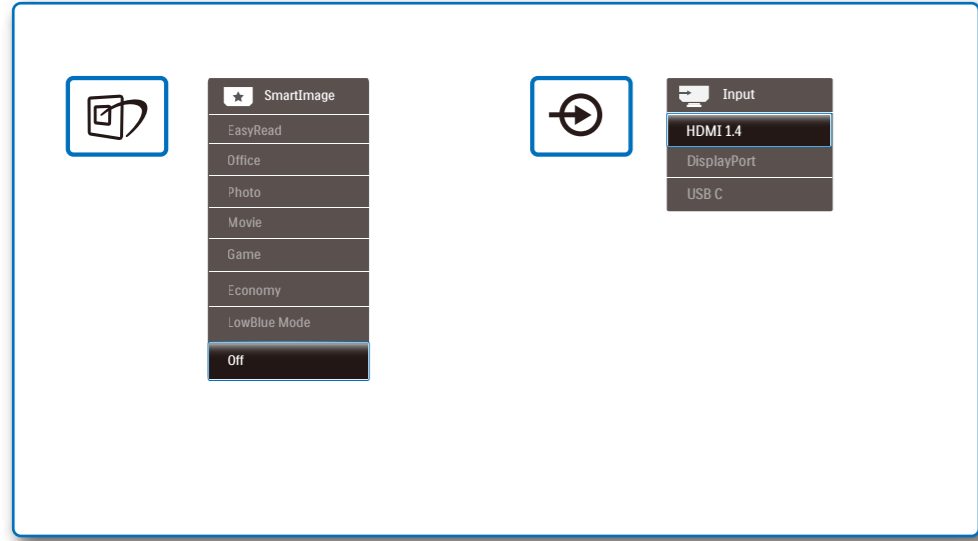 SmartImage
EasyRead
Office
Photo
Movie
Game
Economy
LowBlue Mode
Off
Input
HDMI 1.4
DisplayPort
USB C